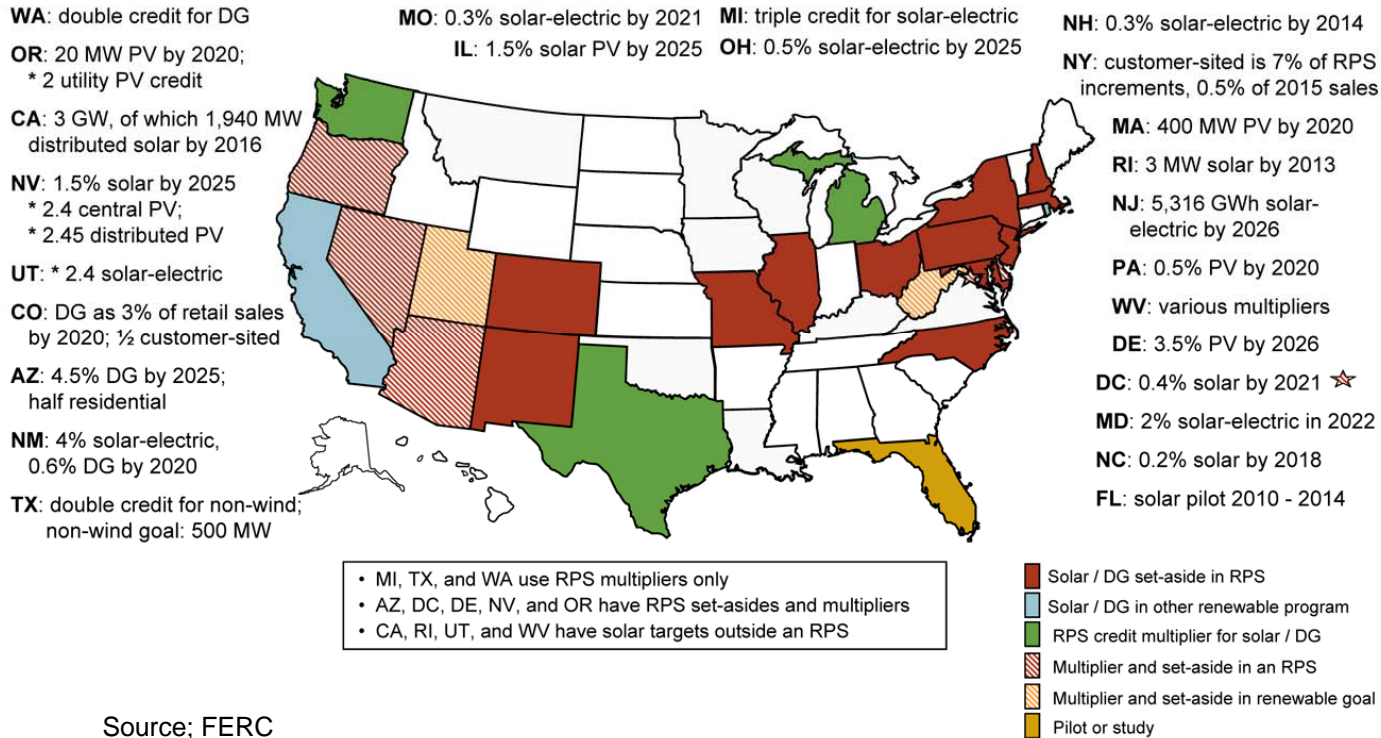 WA: double credit for DG
OR: 20 MW PV by 2020;
* 2 utility PV credit
CA: 3 GW, of which 1,940 MW
distributed solar by 2016
NV: 1.5% solar by 2025
* 2.4 central PV;
* 2.45 distributed PV
UT: * 2.4 solar-electric
CO: DG as 3% of retail sales
by 2020; ½ customer-sited
AZ: 4.5% DG by 2025;
half residential
NM: 4% solar-electric,
0.6% DG by 2020
TX: double credit for non-wind;
non-wind goal: 500 MW
MO: 0.3% solar-electric by 2021
IL: 1.5% solar PV by 2025
MI: triple credit for solar-electric
OH: 0.5% solar-electric by 2025
NH: 0.3% solar-electric by 2014
NY: customer-sited is 7% of RPS
increments, 0.5% of 2015 sales
MA: 400 MW PV by 2020
RI: 3 MW solar by 2013
NJ: 5,316 GWh solar-
electric by 2026
PA: 0.5% PV by 2020
WV: various multipliers
DE: 3.5% PV by 2026
DC: 0.4% solar by 2021
MD: 2% solar-electric in 2022
NC: 0.2% solar by 2018
FL: solar pilot 2010 - 2014
• MI, TX, and WA use RPS multipliers only
• AZ, DC, DE, NV, and OR have RPS set-asides and multipliers
• CA, RI, UT, and WV have solar targets outside an RPS
Solar / DG set-aside in RPS
Solar / DG in other renewable program
RPS credit multiplier for solar / DG
Multiplier and set-aside in an RPS
Multiplier and set-aside in renewable goal
Pilot or study
Source; FERC